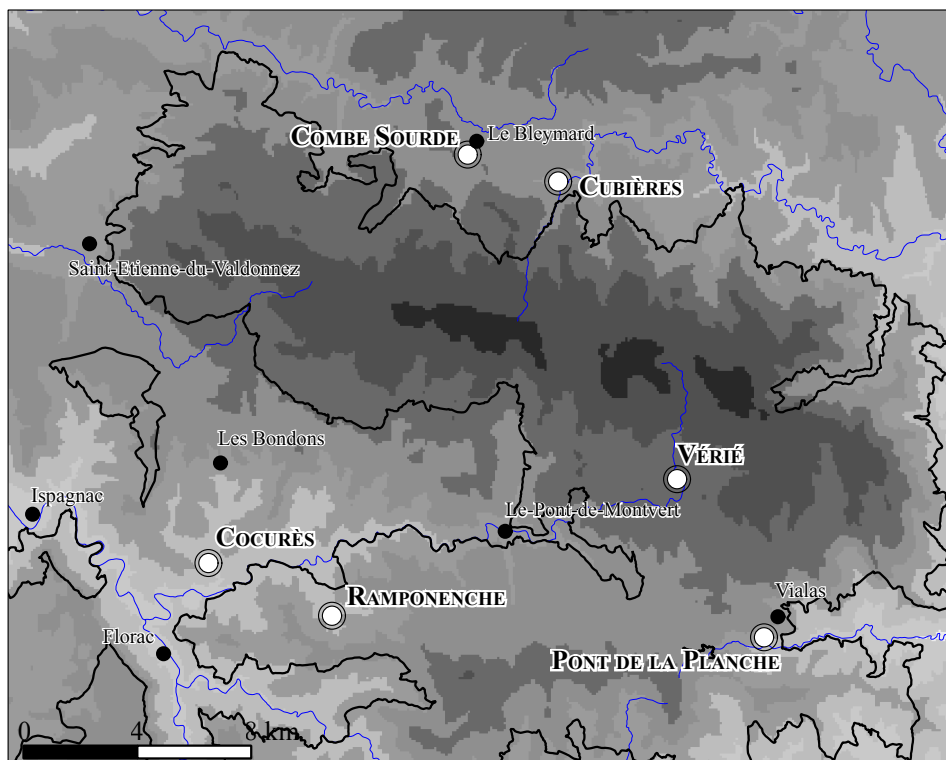 COMBE SOURDE
Le Bleymard
CUBIÈRES
Saint-Etienne-du-Valdonnez
Les Bondons
VÉRIÉ
Ispagnac
Le-Pont-de-Montvert
COCURÈS
RAMPONENCHE
Vialas
Florac
PONT DE LA PLANCHE
0 4 8 km